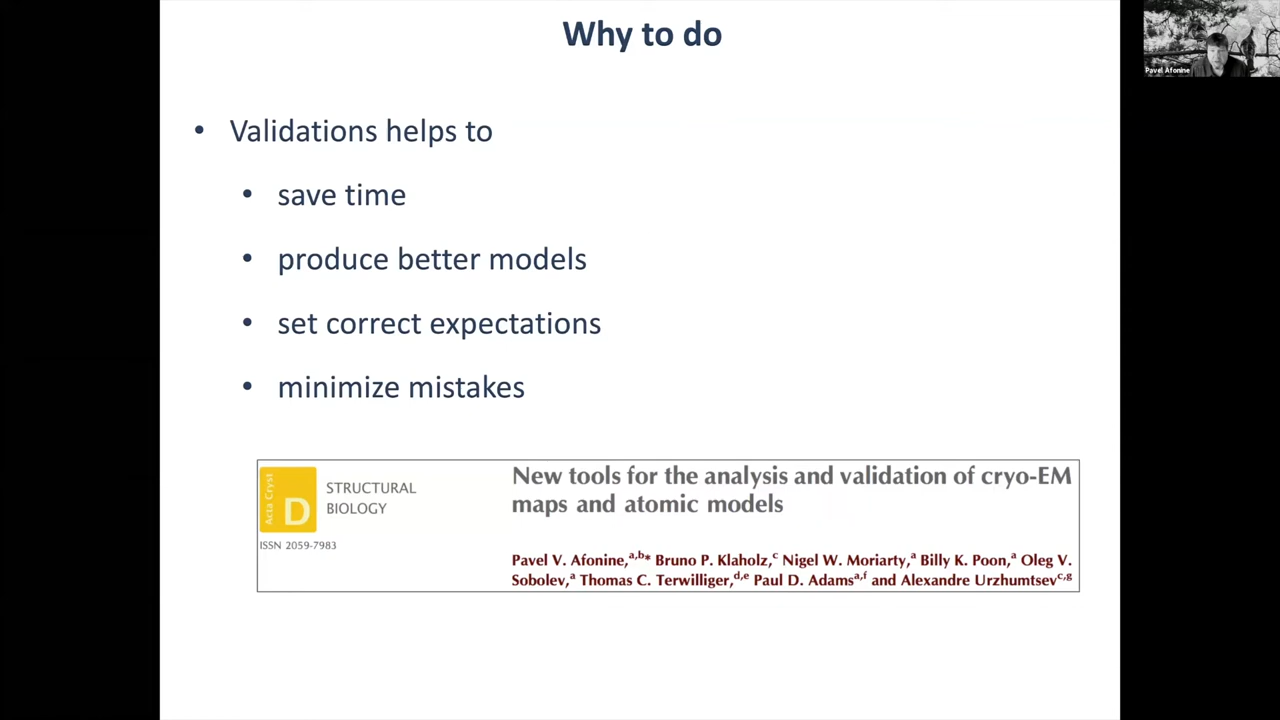 Why to do
Pavel Afonine
• Validations helps to
• save time
• produce better models
• set correct expectations
• minimize mistakes
Acta Cryst
D
STRUCTURAL
BIOLOGY
ISSN 2059-7983
New tools for the analysis and validation of cryo-EM
maps and atomic models
Pavel V. Afonine,a,b* Bruno P. Klaholz,c Nigel W. Moriarty,a Billy K. Poon,a Oleg V.
Sobolev,a Thomas C. Terwilliger,d,e Paul D. Adamsa,f and Alexandre Urzhumtsevc,g